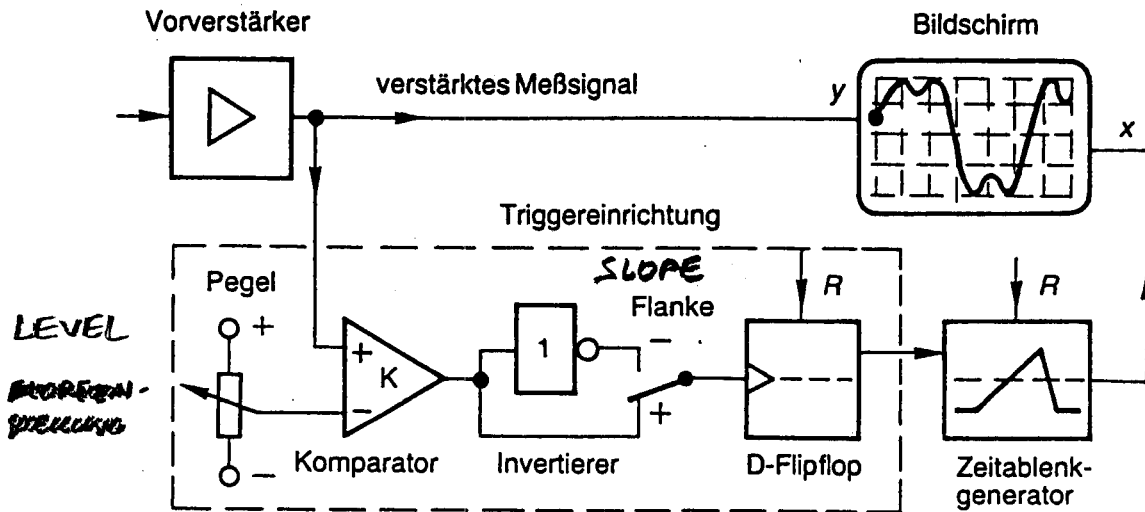 Vorverstärker
Bildschirm
verstärktes Meßsignal
y
x
Triggereinrichtung
SLOPE
Pegel
Flanke
R
R
LEVEL
+
+
K
1
−
−
+
−
Komparator
Invertierer
D-Flipflop
Zeitablenk-
generator